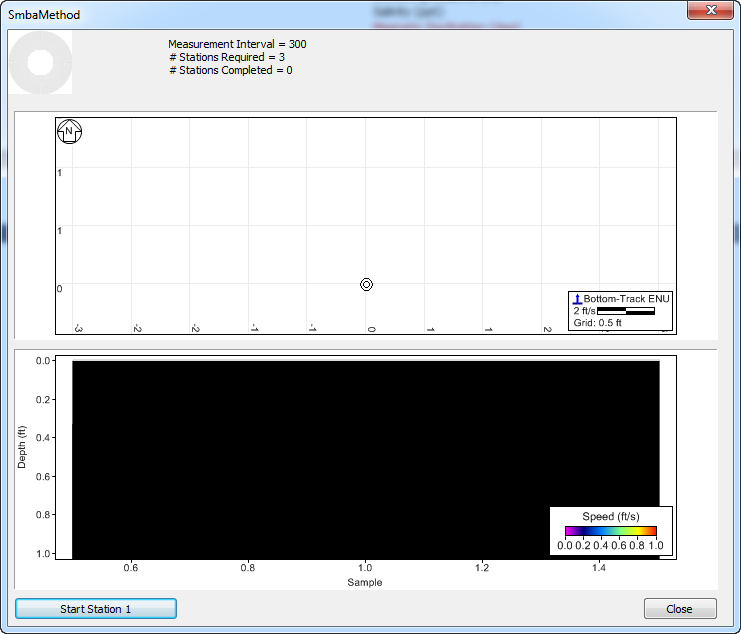 SmbaMethod
Measurement Interval = 300
# Stations Required = 3
# Stations Completed = 0
N
1
1
0
-3 -2 -2 -1 -1 0 1 1 2 2
Bottom-Track ENU
2 ft/s
Grid: 0.5 ft
0.0
0.2
0.4
0.6
0.8
1.0
Depth (ft)
Speed (ft/s)
0.0 0.2 0.4 0.6 0.8 1.0
0.6 0.8 1.0 1.2 1.4
Sample
Start Station 1
Close